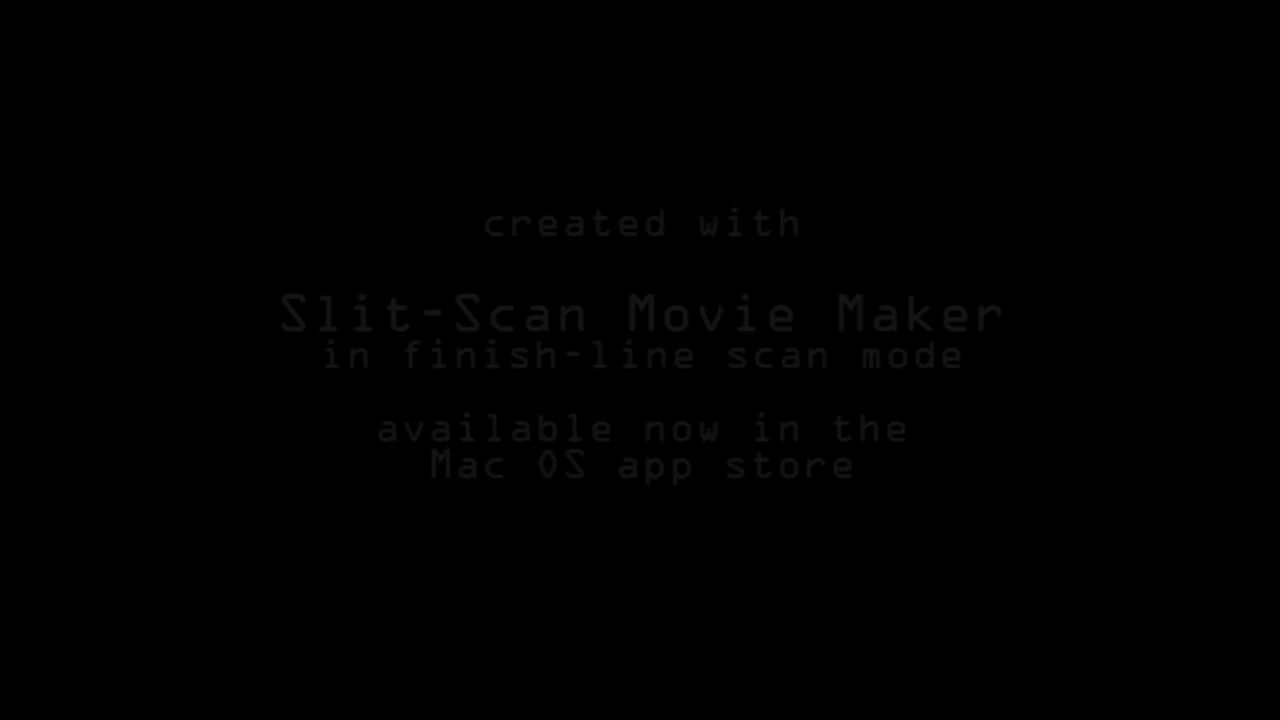 created with
Slit-Scan Movie Maker
in finish-line scan mode
available now in the
Mac OS app store